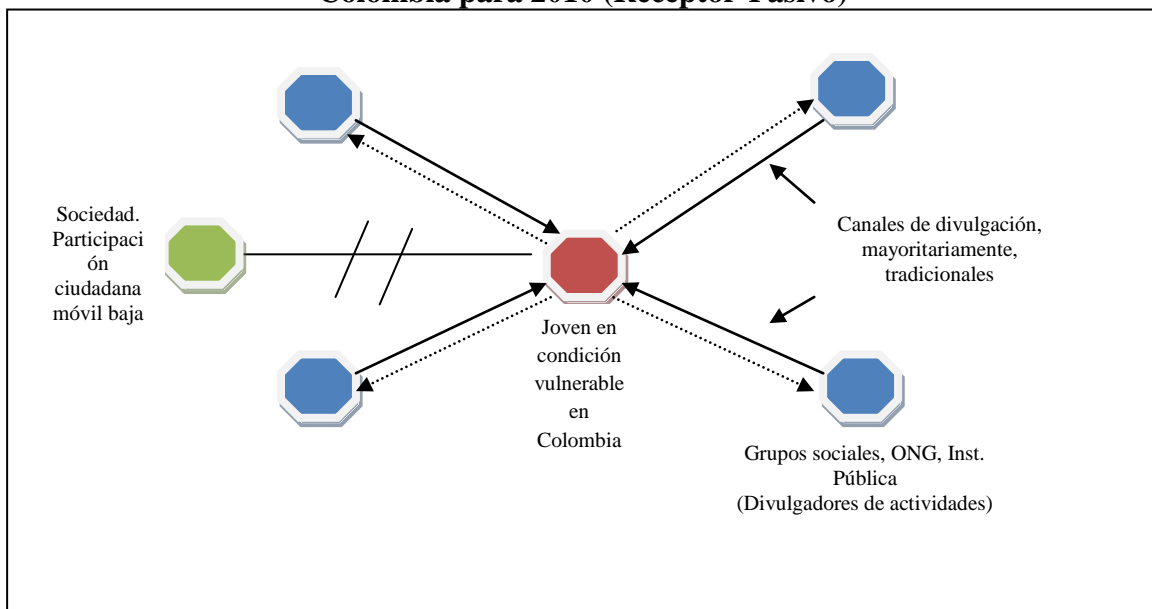 Colombia para 2010 (Receptor Pasivo)
Sociedad.
Participaci
ón
ciudadana
móvil baja
Canales de divulgación,
mayoritariamente,
tradicionales
Joven en
condición
vulnerable
en
Colombia
Grupos sociales, ONG, Inst.
Pública
(Divulgadores de actividades)